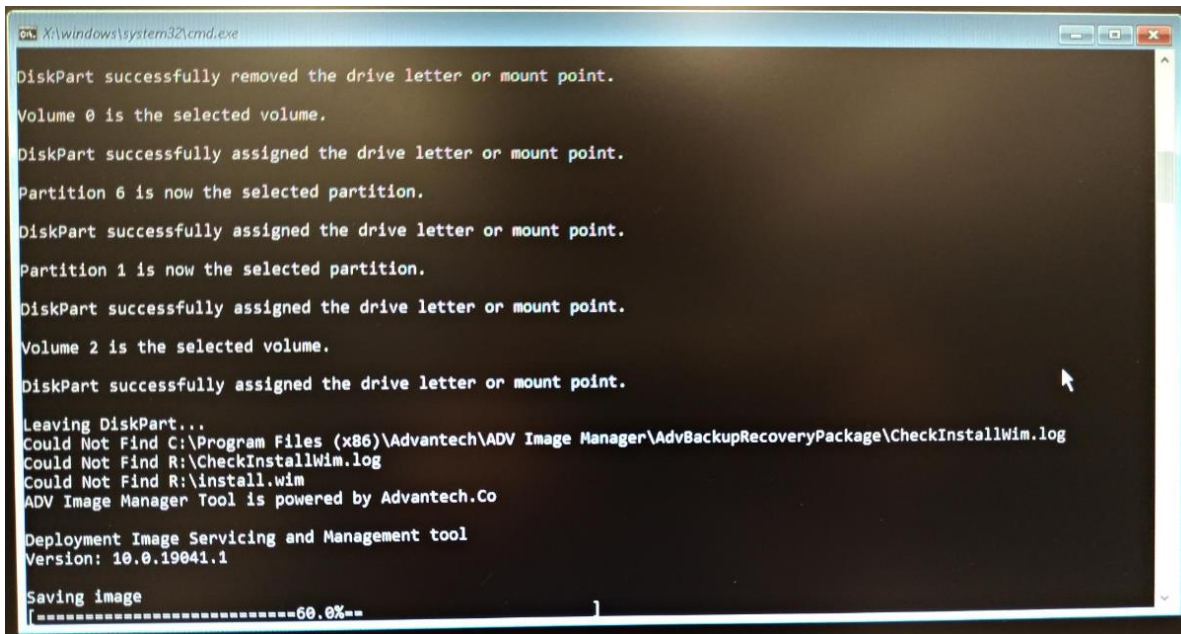 X:\windows\system32\cmd.exe
DiskPart successfully removed the drive letter or mount point.
Volume 0 is the selected volume.
DiskPart successfully assigned the drive letter or mount point.
Partition 6 is now the selected partition.
DiskPart successfully assigned the drive letter or mount point.
Partition 1 is now the selected partition.
DiskPart successfully assigned the drive letter or mount point.
Volume 2 is the selected volume.
DiskPart successfully assigned the drive letter or mount point.
Leaving DiskPart...
Could Not Find C:\Program Files (x86)\Advantech\ADV Image Manager\AdvBackupRecoveryPackage\CheckInstallWim.log
Could Not Find R:\CheckInstallWim.log
Could Not Find R:\install.wim
ADV Image Manager Tool is powered by Advantech.Co
Deployment Image Servicing and Management tool
Version: 10.0.19041.1
Saving image
[===========================60.0%== ]